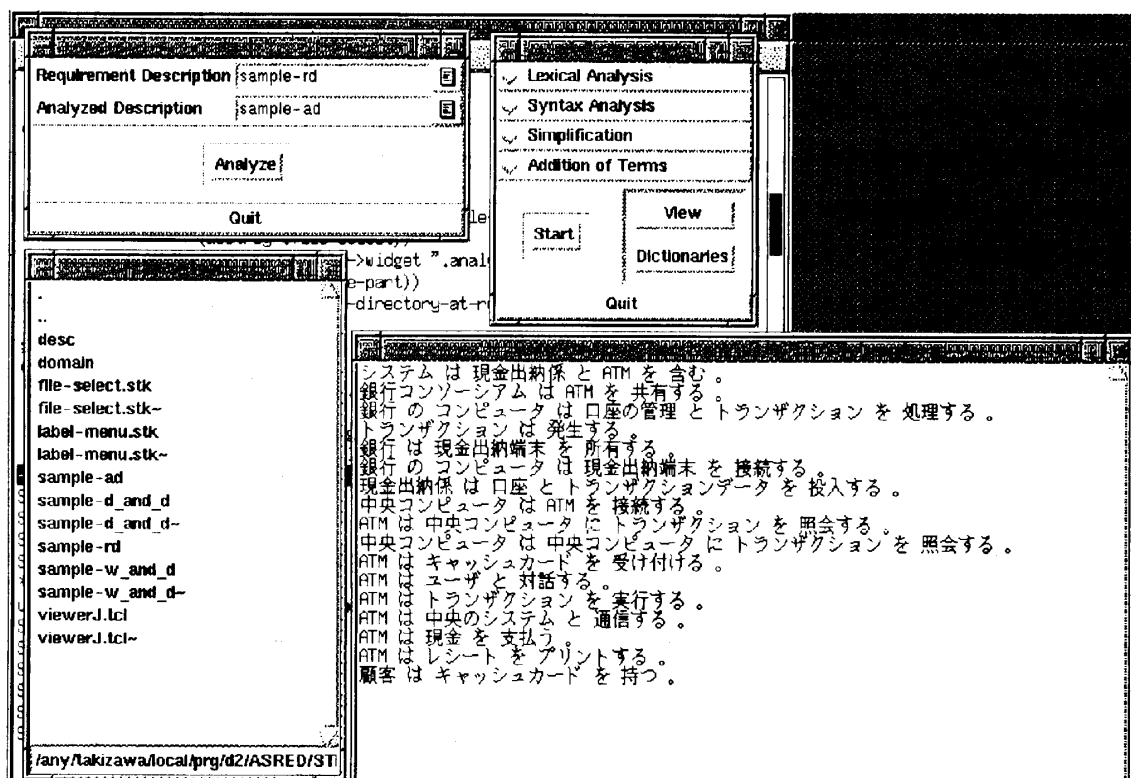 Requirement Description sample-rd
Analyzed Description sample-ad
Analyze
Quit
Lexical Analysis
Syntax Analysis
Simplification
Addition of Terms
Start
View
Dictionaries
Quit
->widget ".anal
e-part))
-directory-at-r
.
..
desc
domain
file-select.stk
file-select.stk~
label-menu.stk
label-menu.stk~
sample-ad
sample-d_and_d
sample-d_and_d~
sample-rd
sample-w_and_d
sample-w_and_d~
viewerJ.tcl
viewerJ.tcl~
/any/takizawa/local/prg/d2/ASRED/ST
システム は 現金出納係 と ATM を 含む 。
銀行コンソーシアム は ATM を 共有する 。
銀行 の コンピュータ は 口座の管理 と トランザクション を 処理する 。
トランザクション は 発生する 。
銀行 は 現金出納端末 を 所有する 。
銀行 の コンピュータ は 現金出納端末 を 接続する 。
現金出納係 は 口座 と トランザクションデータ を 投入する 。
中央コンピュータ は ATM を 接続する 。
ATM は 中央コンピュータ に トランザクション を 照会する 。
中央コンピュータ は 中央コンピュータ に トランザクション を 照会する 。
ATM は キャッシュカード を 受け付ける 。
ATM は ユーザ と 対話する 。
ATM は トランザクション を 実行する 。
ATM は 中央のシステム と 通信する 。
ATM は 現金 を 支払う 。
ATM は レシート を プリントする 。
顧客 は キャッシュカード を 持つ 。